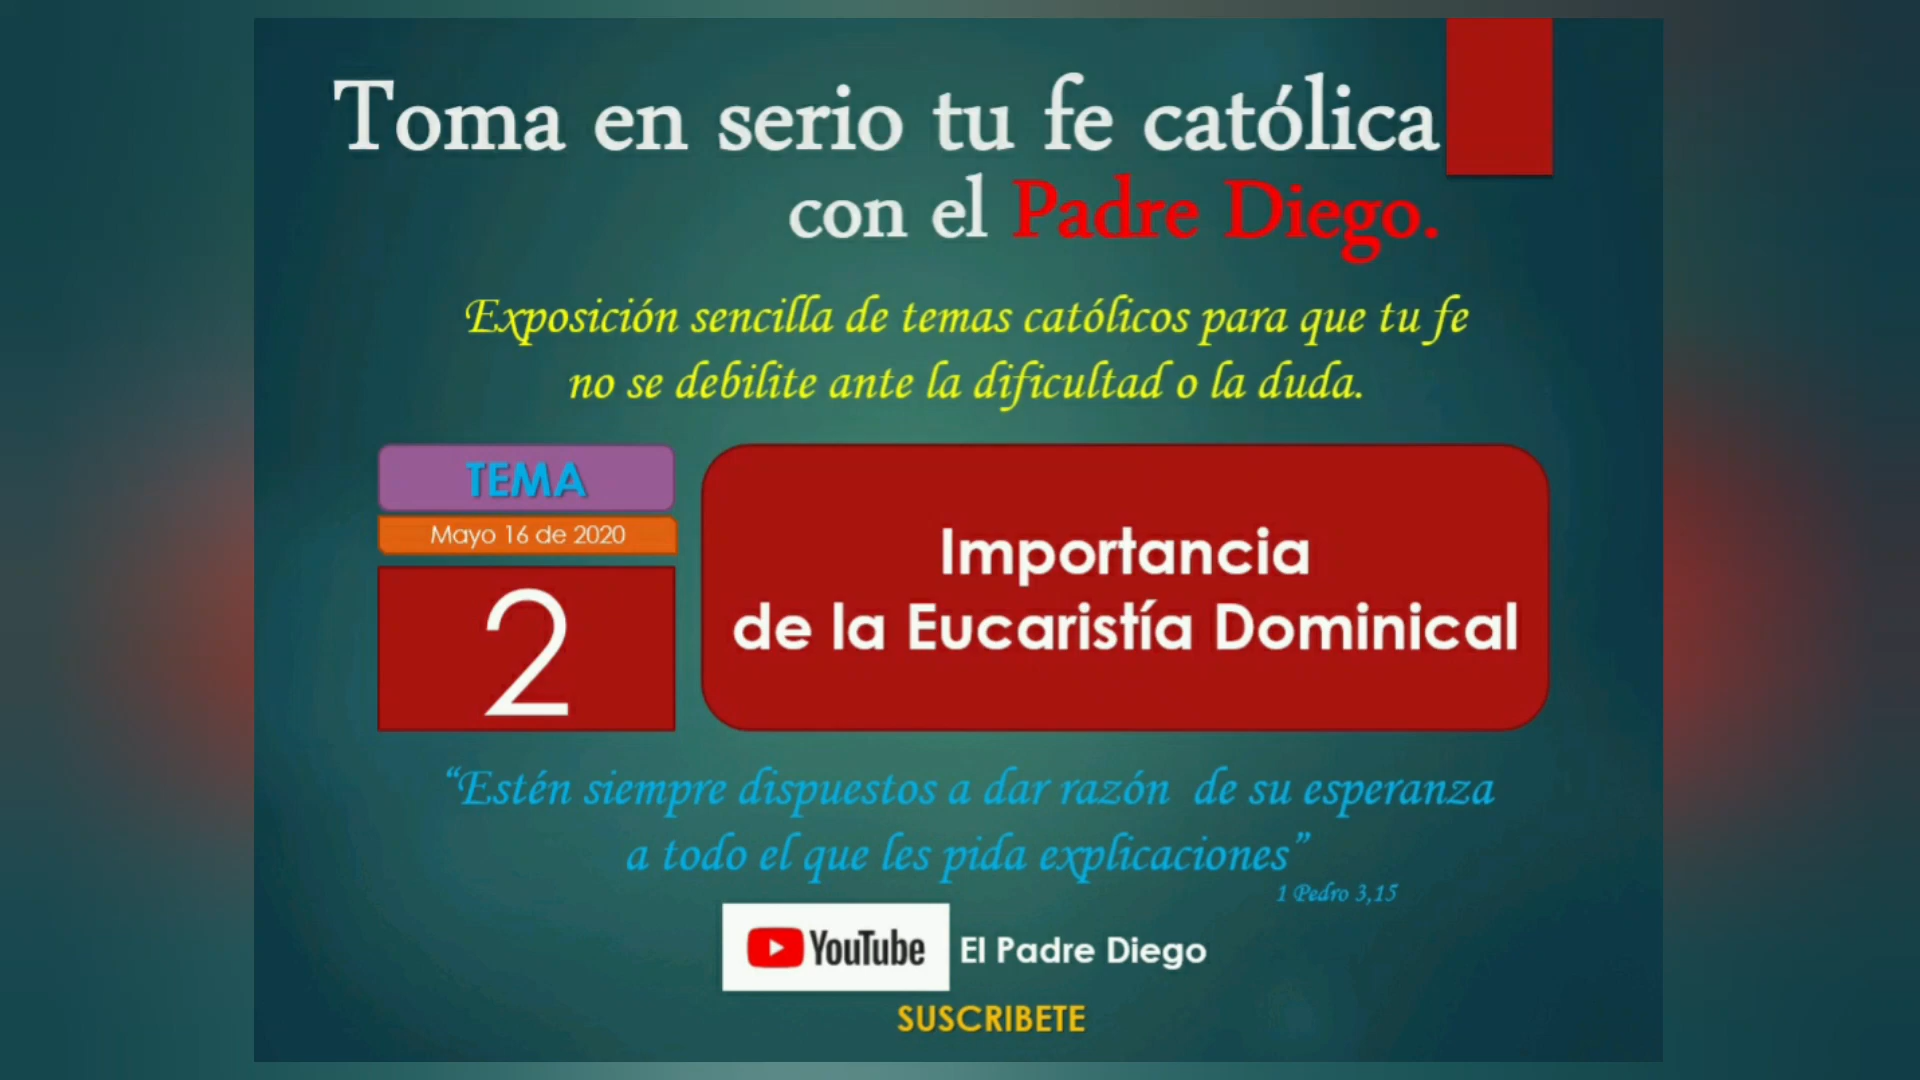 Toma en serio tu fe católica
con el Padre Diego.
Exposición sencilla de temas católicos para que tu fe
no se debilite ante la dificultad o la duda.
TEMA
Mayo 16 de 2020
2
Importancia
de la Eucaristía Dominical
“Estén siempre dispuestos a dar razón de su esperanza
a todo el que les pida explicaciones”
1 Pedro 3,15
YouTube El Padre Diego
SUSCRIBETE